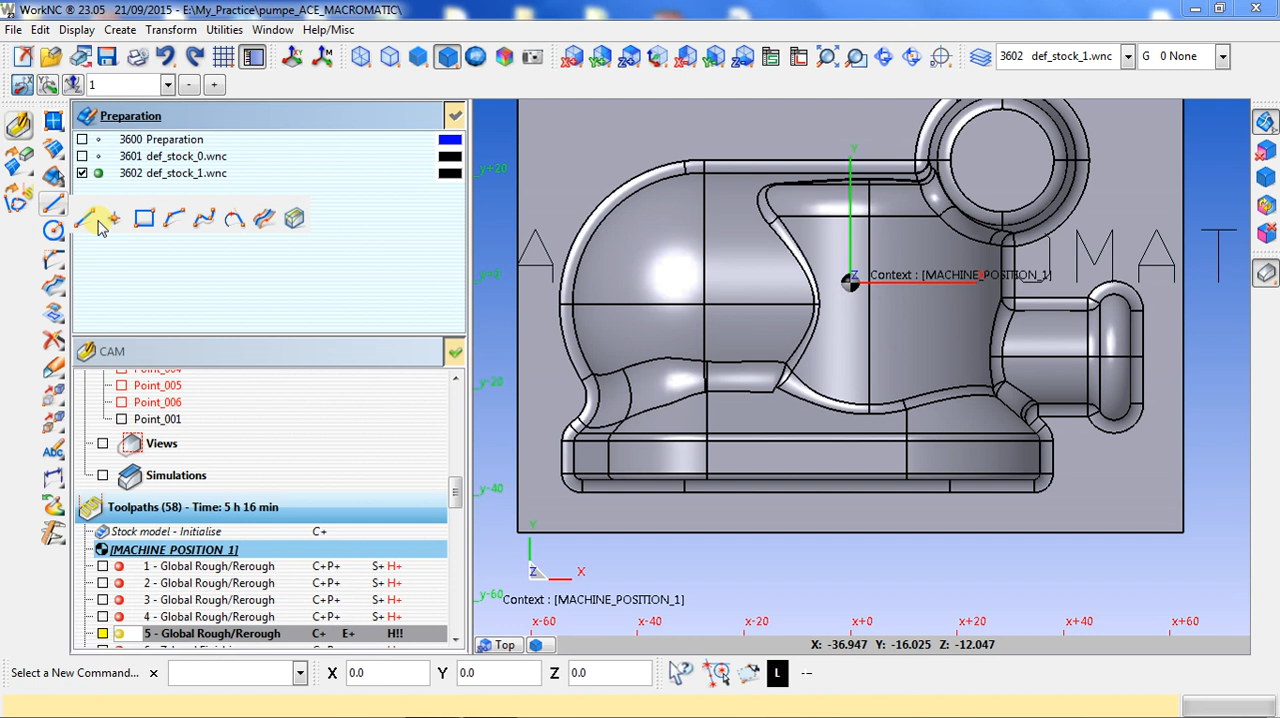 WorkNC ® 23.05 21/09/2015 - E:\My_Practice\pumpe_ACE_MACROMATIC\
File Edit Display Create Transform Utilities Window Help/Misc
3602 def_stock_1.wnc G 0 None
1 - +
Preparation
3600 Preparation
3601 def_stock_0.wnc
3602 def_stock_1.wnc
CAM
Point_005
Point_006
Point_001
Views
Simulations
Toolpaths (58) - Time: 5 h 16 min
Stock model - Initialise C+
[MACHINE POSITION 1]
1 - Global Rough/Rerough C+P+ S+ H+
2 - Global Rough/Rerough C+P+ S+ H+
3 - Global Rough/Rerough C+P+ S+ H+
4 - Global Rough/Rerough C+P+ S+ H+
5 - Global Rough/Rerough C+ E+ H!!
Y
_y+20
A M A T
Z Context : [MACHINE_POSITION_1]
_y+0
_y-20
_y-40
Y
Z X
_y-60
Context : [MACHINE_POSITION_1]
x-60 x-40 x-20 x+0 x+20 x+40 x+60
Top X: -36.947 Y: -16.025 Z: -12.047
Select a New Command... X 0.0 Y 0.0 Z 0.0 L